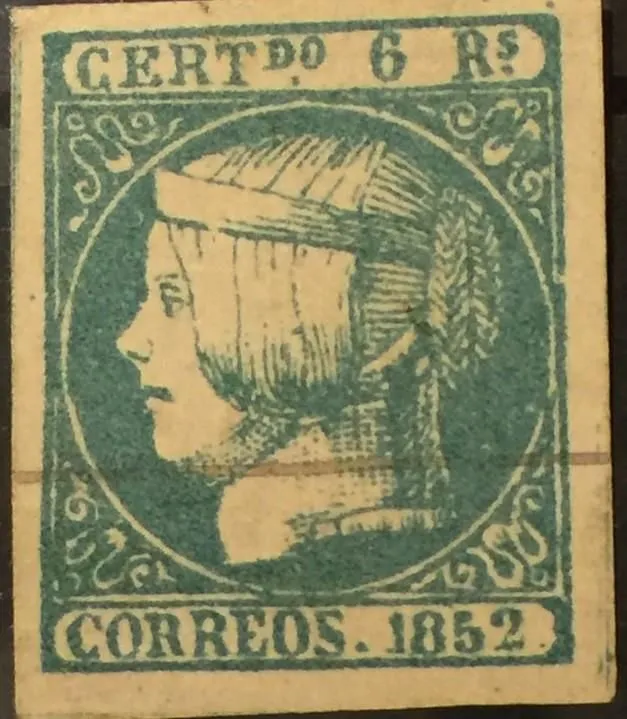 CERTDO. 6 RS.
CORREOS. 1852